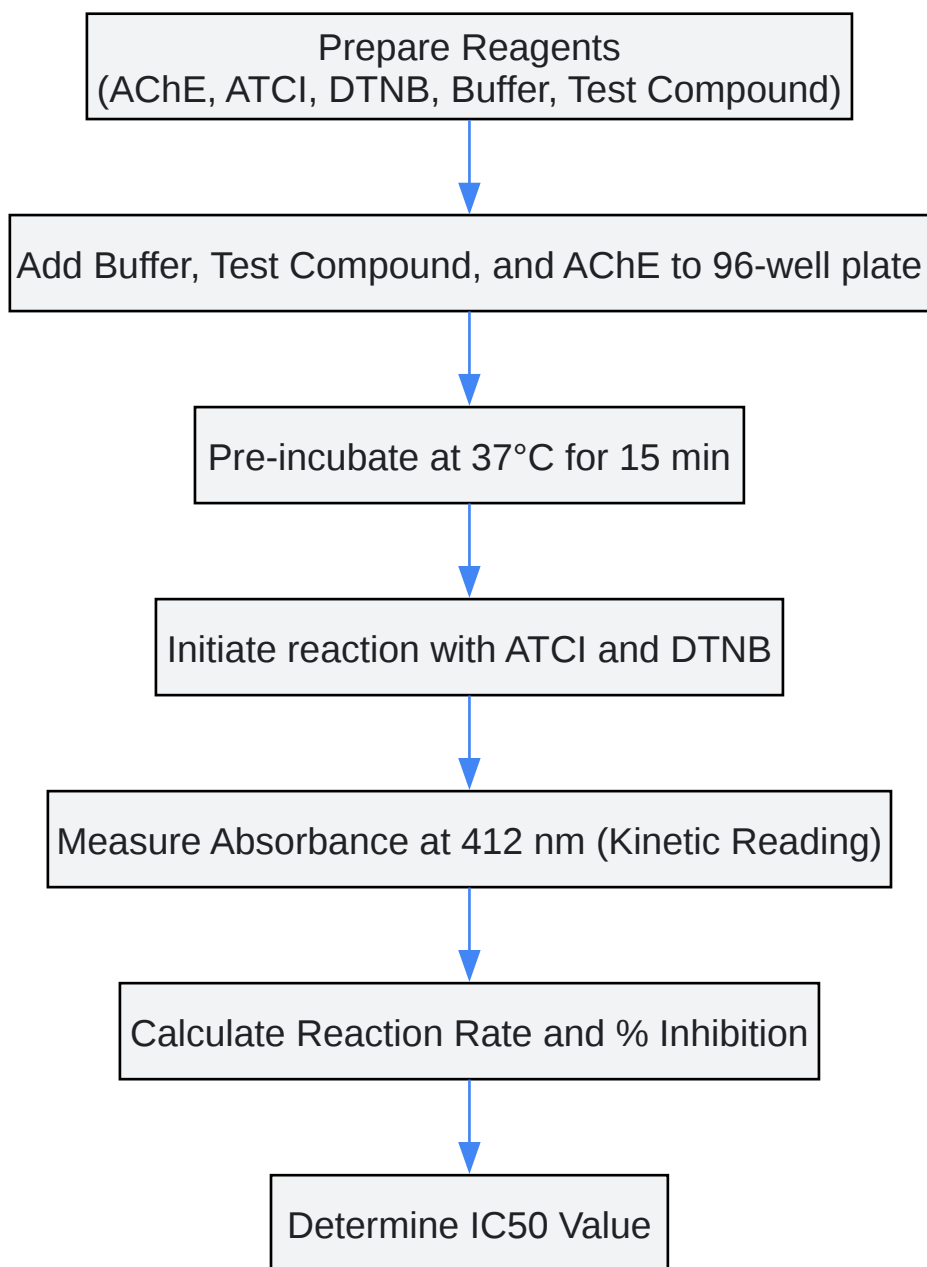 Prepare Reagents
(AChE, ATCI, DTNB, Buffer, Test Compound)
Add Buffer, Test Compound, and AChE to 96-well plate
Pre-incubate at 37°C for 15 min
Initiate reaction with ATCI and DTNB
Measure Absorbance at 412 nm (Kinetic Reading)
Calculate Reaction Rate and % Inhibition
Determine IC50 Value